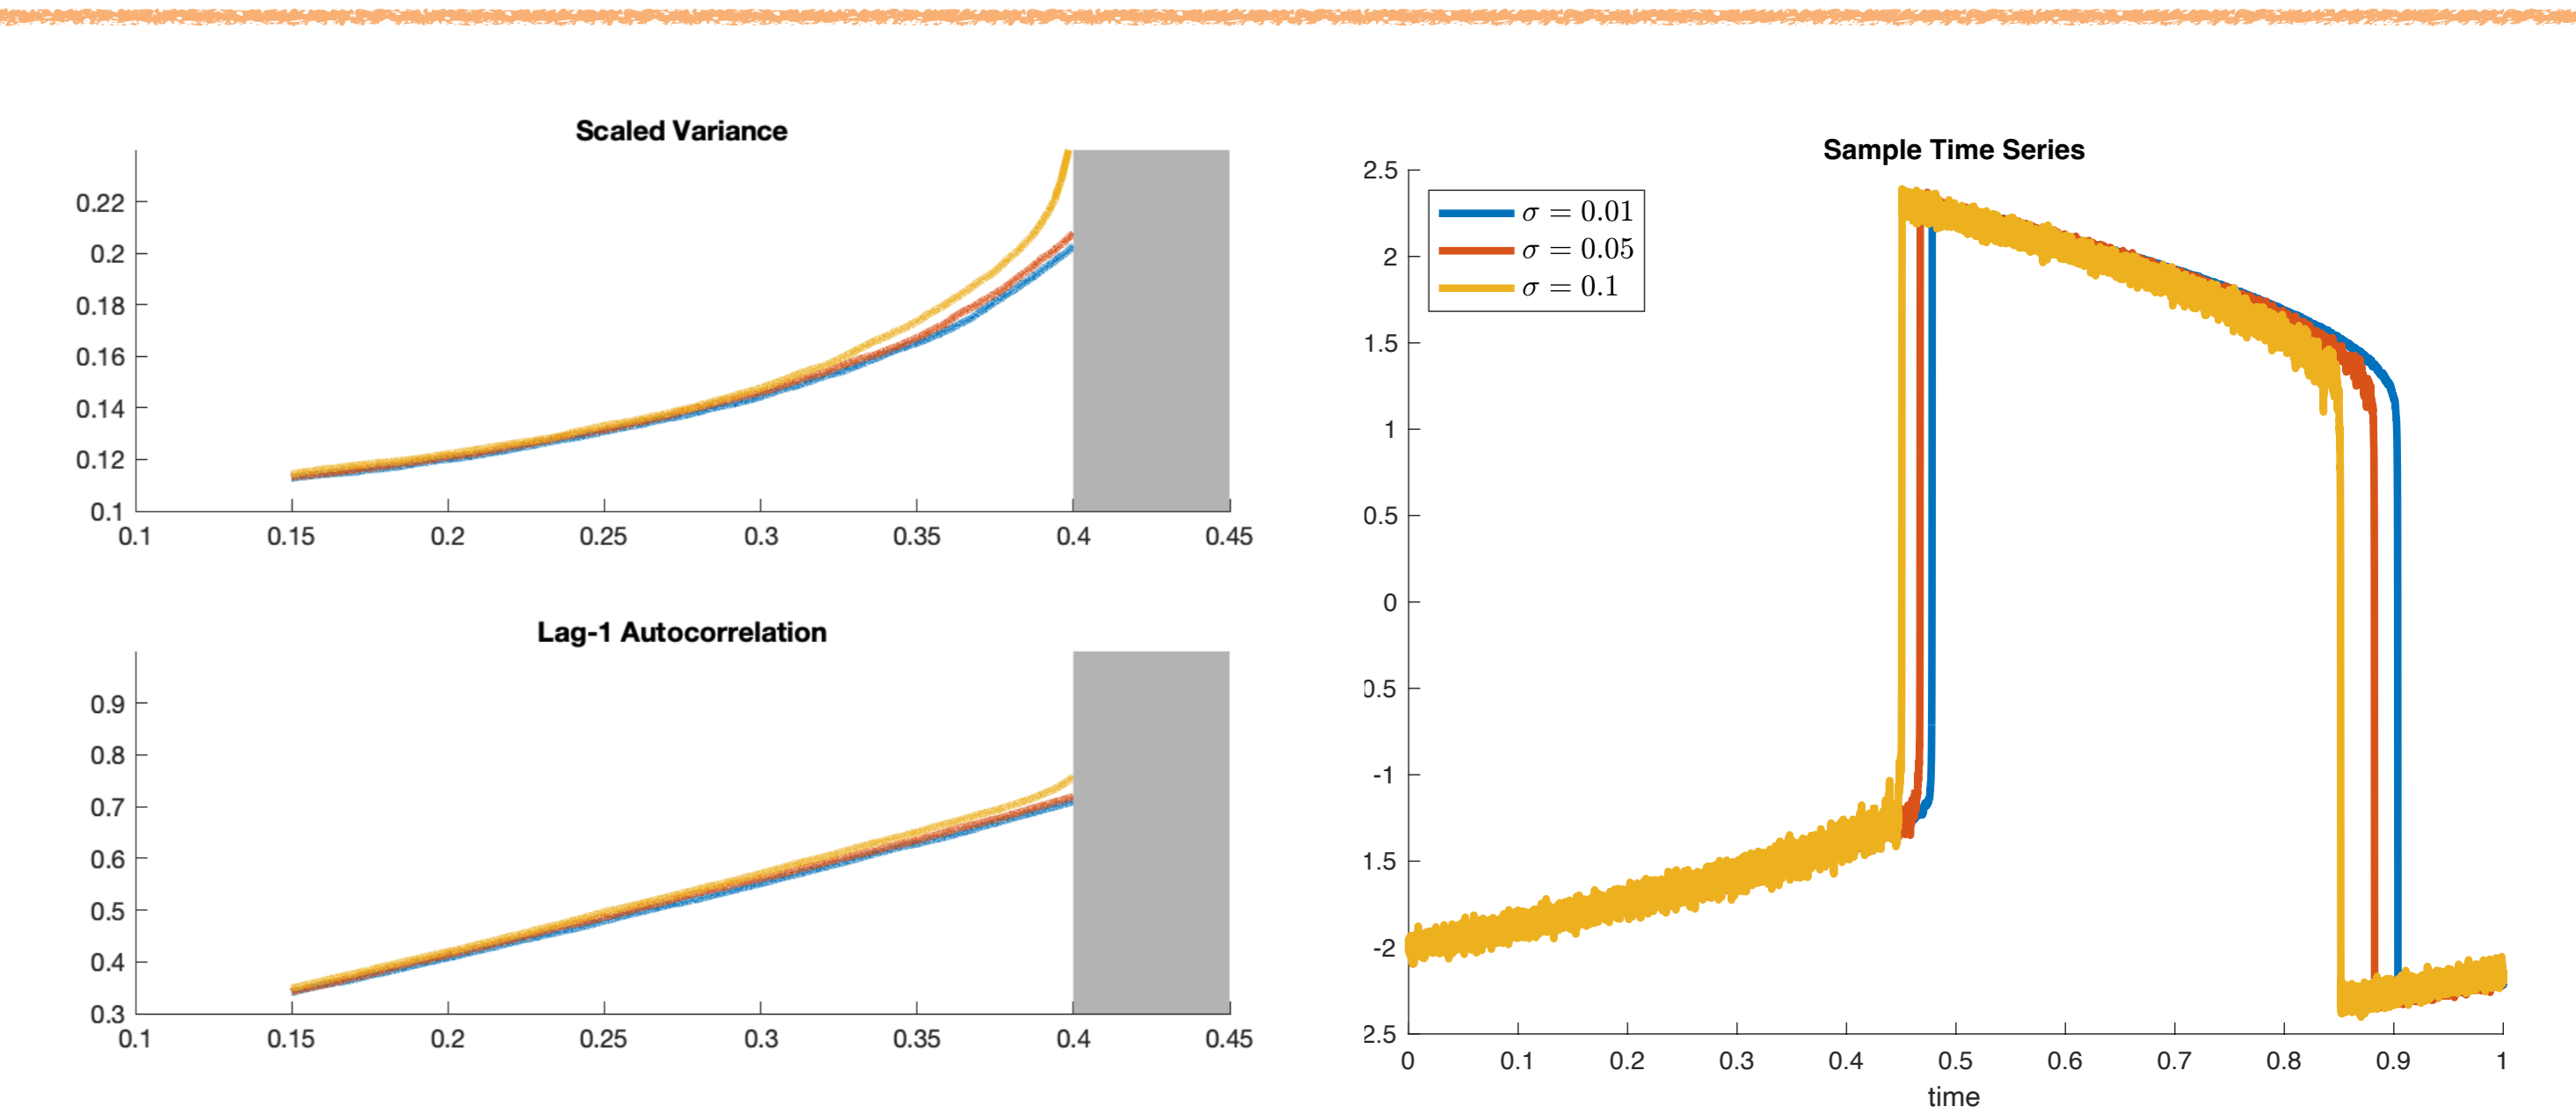 Scaled Variance
0.22
0.2
0.18
0.16
0.14
0.12
0.1
0.1 0.15 0.2 0.25 0.3 0.35 0.4 0.45
Lag-1 Autocorrelation
0.9
0.8
0.7
0.6
0.5
0.4
0.3
0.1 0.15 0.2 0.25 0.3 0.35 0.4 0.45
Sample Time Series
σ = 0.01
σ = 0.05
σ = 0.1
2.5
2
1.5
1
0.5
0
0.5
-1
1.5
-2
2.5
0 0.1 0.2 0.3 0.4 0.5 0.6 0.7 0.8 0.9 1
time